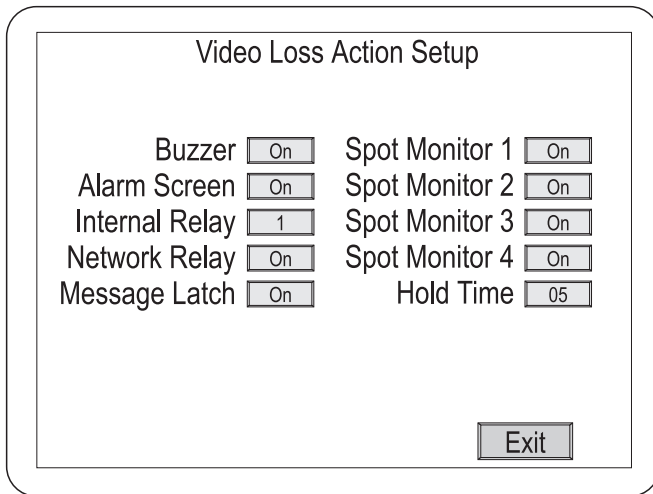 Video Loss Action Setup
Buzzer On Spot Monitor 1 On
Alarm Screen On Spot Monitor 2 On
Internal Relay 1 Spot Monitor 3 On
Network Relay On Spot Monitor 4 On
Message Latch On Hold Time 05
Exit